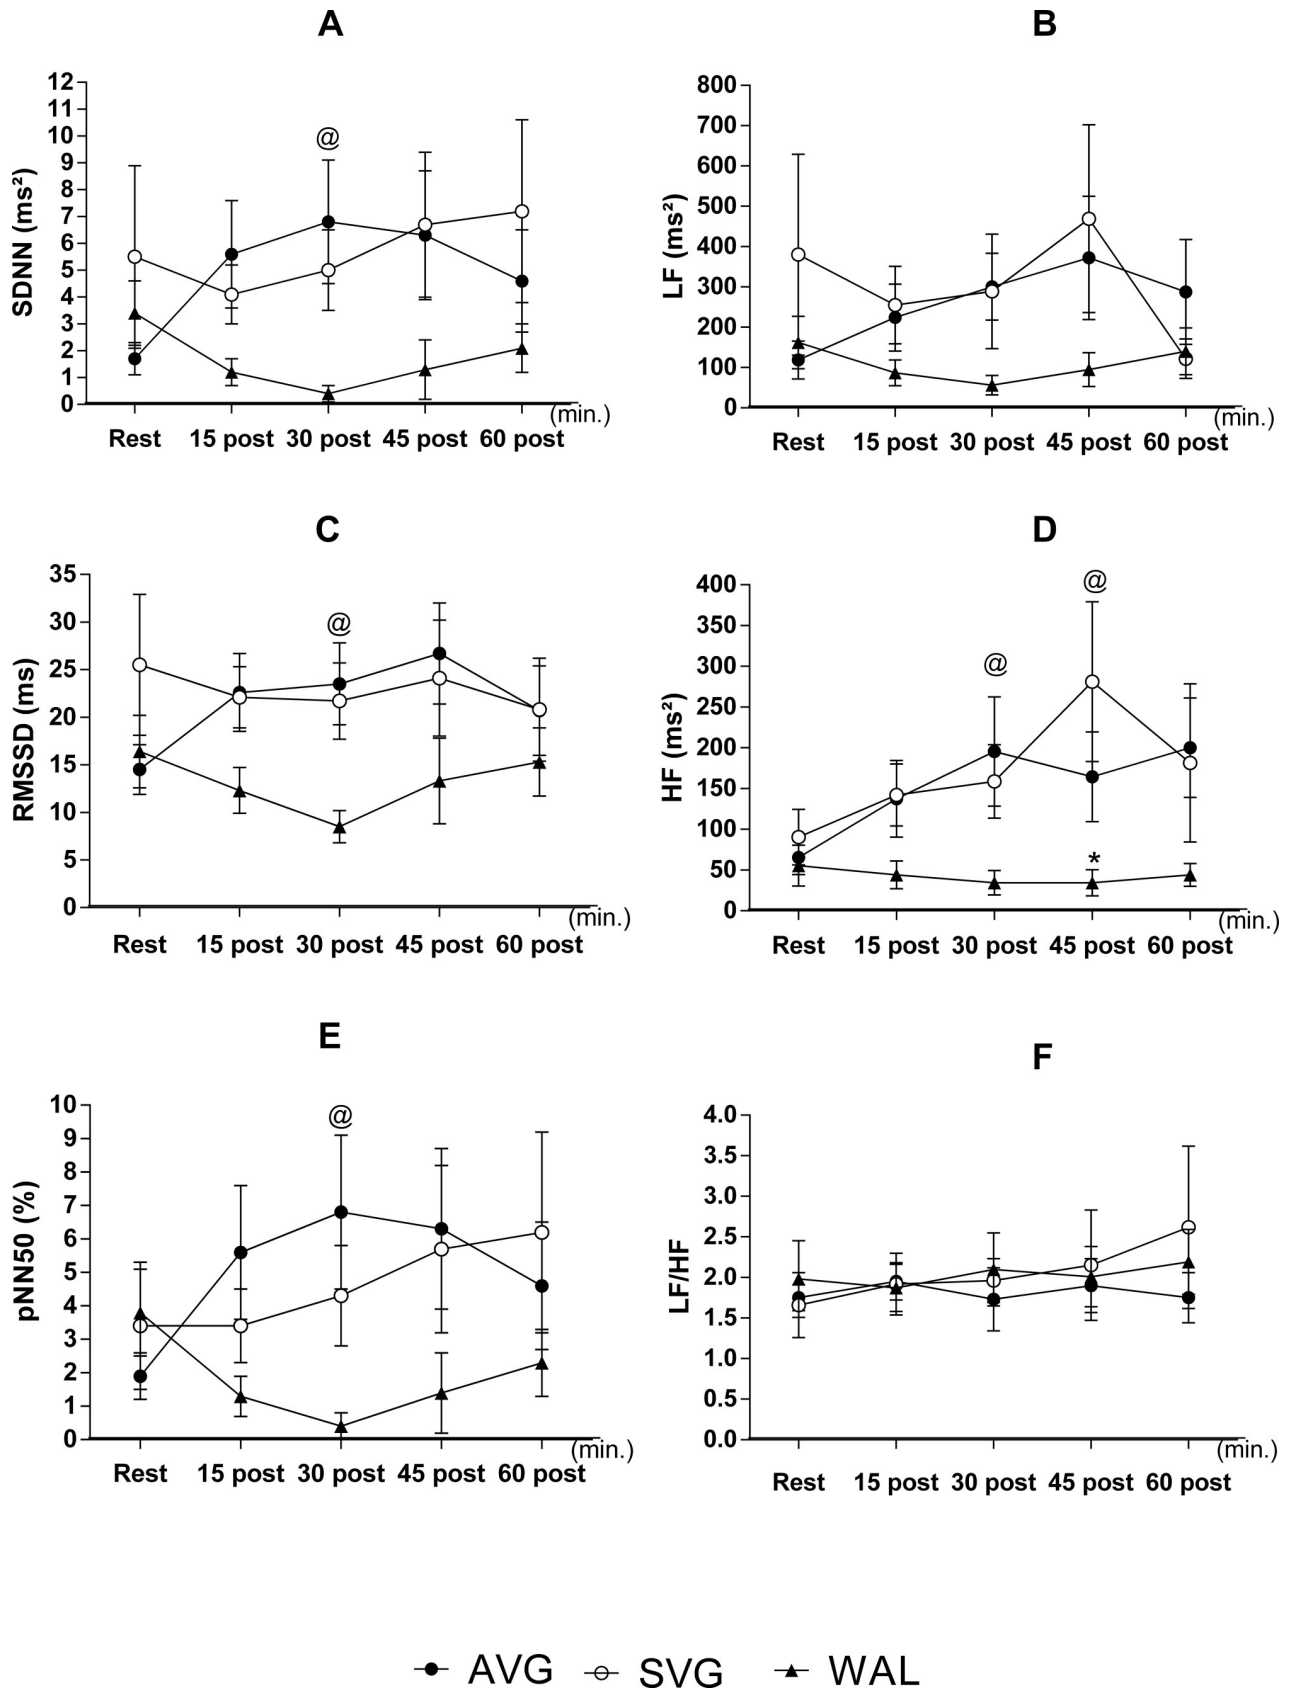 A
SDNN (ms²)
12
11
10
9
8
7
6
5
4
3
2
1
0
@
(min.)
Rest 15 post 30 post 45 post 60 post
B
LF (ms²)
800
700
600
500
400
300
200
100
0
(min.)
Rest 15 post 30 post 45 post 60 post
C
RMSSD (ms)
35
30
25
20
15
10
5
0
@
(min.)
Rest 15 post 30 post 45 post 60 post
D
HF (ms²)
400
350
300
250
200
150
100
50
0
@
@
*
(min.)
Rest 15 post 30 post 45 post 60 post
E
pNN50 (%)
10
9
8
7
6
5
4
3
2
1
0
@
(min.)
Rest 15 post 30 post 45 post 60 post
F
LF/HF
4.0
3.5
3.0
2.5
2.0
1.5
1.0
0.5
0.0
(min.)
Rest 15 post 30 post 45 post 60 post
AVG SVG WAL